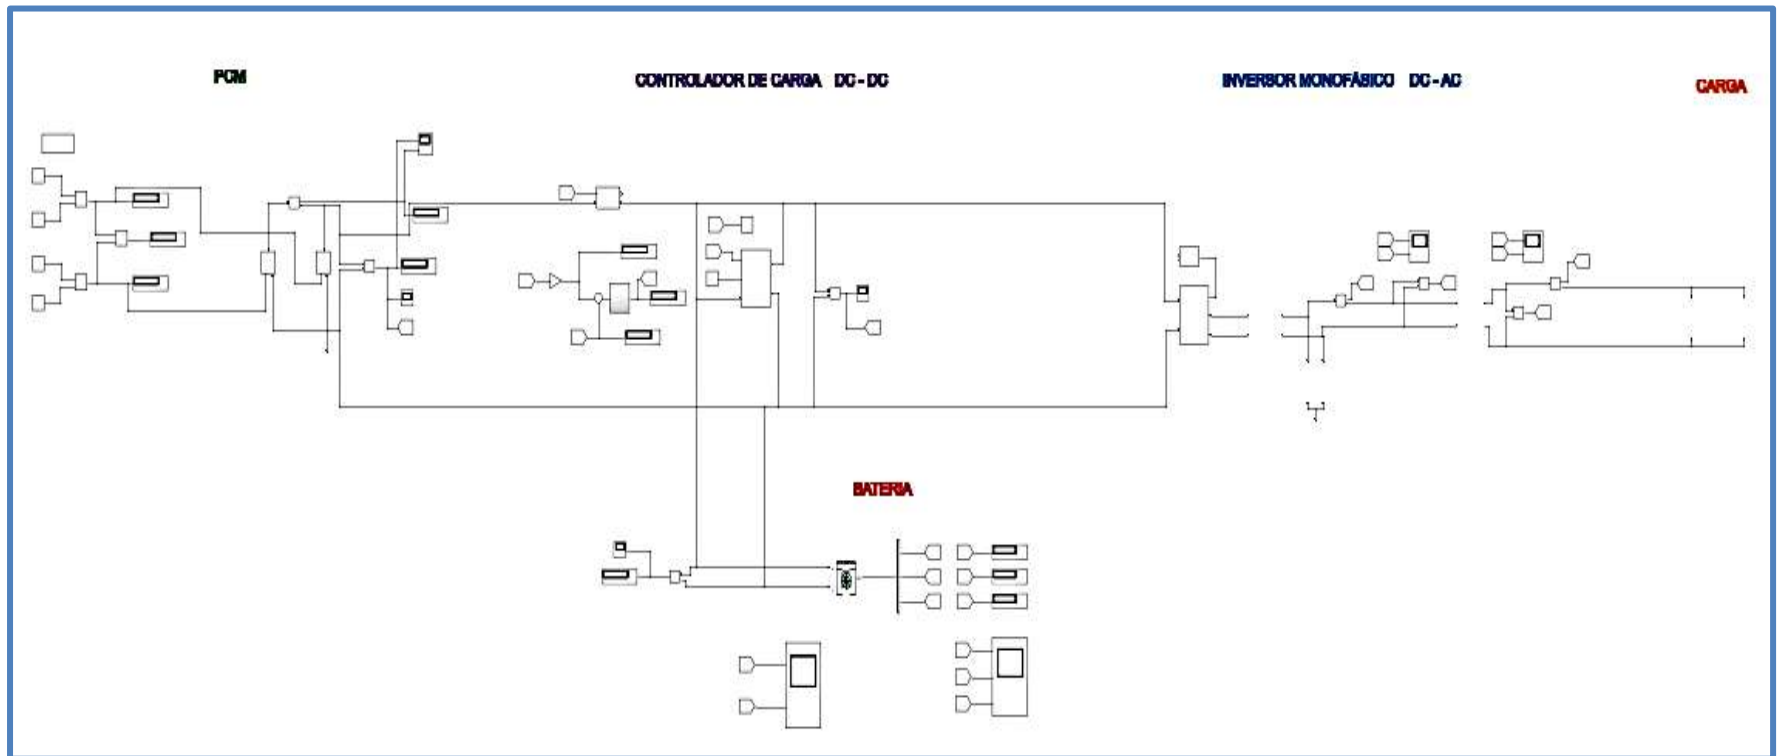 PCM
CONTROLADOR DE CARGA DC - DC
INVERSOR MONOFÁSICO DC - AC
CARGA
BATERIA